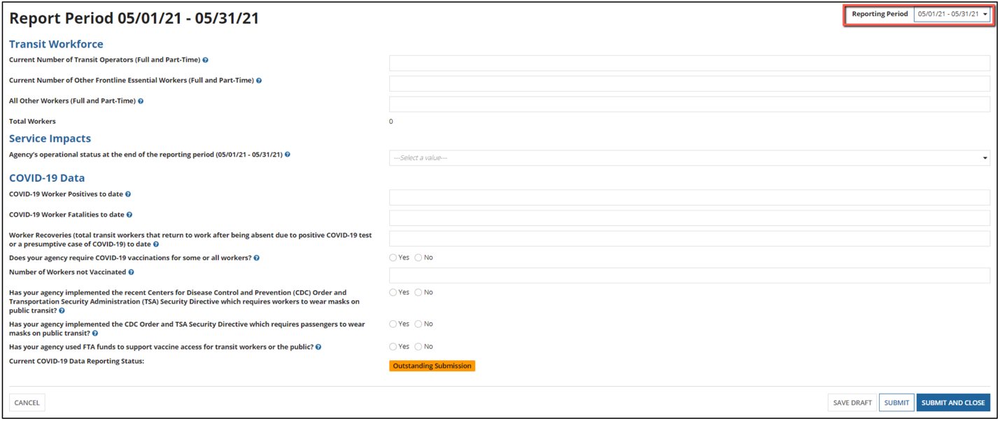 Report Period 05/01/21 - 05/31/21
Reporting Period 05/01/21 - 05/31/21
Transit Workforce
Current Number of Transit Operators (Full and Part-Time)
Current Number of Other Frontline Essential Workers (Full and Part-Time)
All Other Workers (Full and Part-Time)
Total Workers 0
Service Impacts
Agency's operational status at the end of the reporting period (05/01/21 - 05/31/21) ---Select a value---
COVID-19 Data
COVID-19 Worker Positives to date
COVID-19 Worker Fatalities to date
Worker Recoveries (total transit workers that return to work after being absent due to positive COVID-19 test
or a presumptive case of COVID-19) to date
Does your agency require COVID-19 vaccinations for some or all workers? Yes No
Number of Workers not Vaccinated
Has your agency implemented the recent Centers for Disease Control and Prevention (CDC) Order and Yes No
Transportation Security Administration (TSA) Security Directive which requires workers to wear masks on
public transit?
Has your agency implemented the CDC Order and TSA Security Directive which requires passengers to wear Yes No
masks on public transit?
Has your agency used FTA funds to support vaccine access for transit workers or the public? Yes No
Current COVID-19 Data Reporting Status: Outstanding Submission
CANCEL SAVE DRAFT SUBMIT SUBMIT AND CLOSE